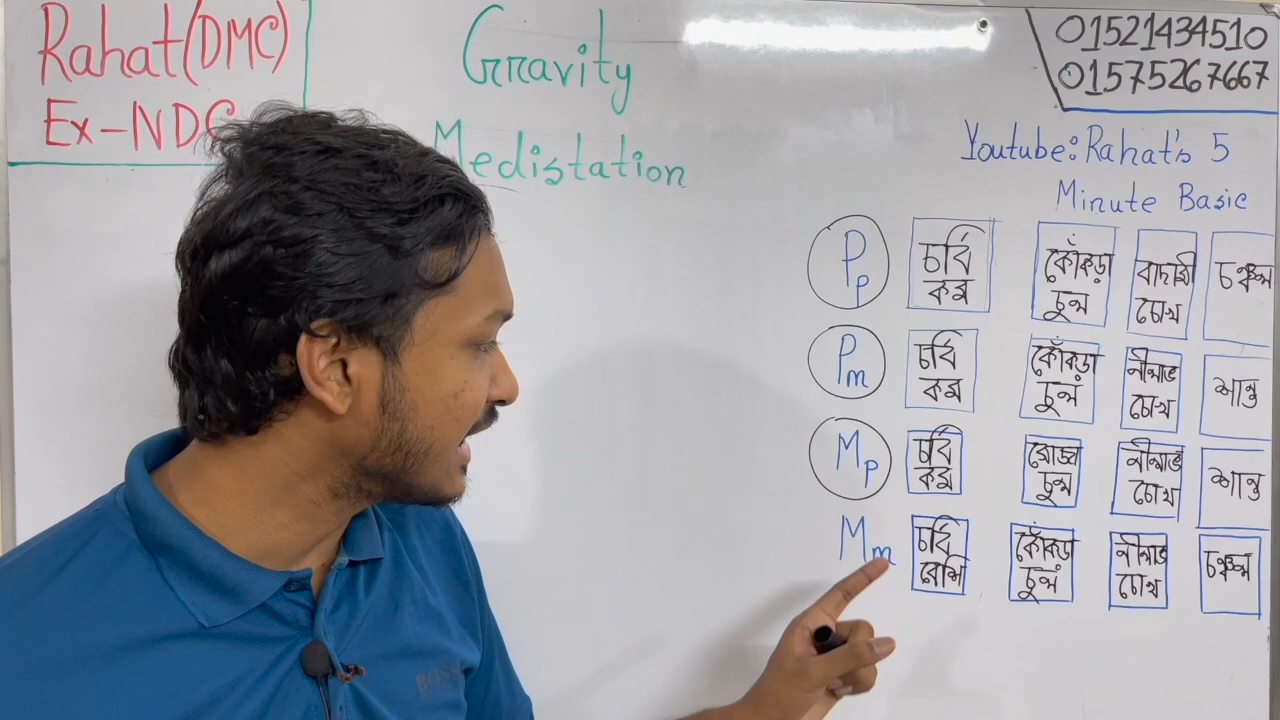 Rahat(DMC)
Ex-NDC
Gravity
Medistation
01521434510
01575267667
Youtube: Rahat's 5
Minute Basic
Pp
চর্বি
কম
কোঁকড়া
চুল
বাদামী
চোখ
চঞ্চল
Pm
চর্বি
কম
কোঁকড়া
চুল
নীলাভ
চোখ
শান্ত
Mp
চর্বি
কম
সোজা
চুল
নীলাভ
চোখ
শান্ত
Mm
চর্বি
বেশি
কোঁকড়া
চুল
নীলাভ
চোখ
চঞ্চল
BOSS